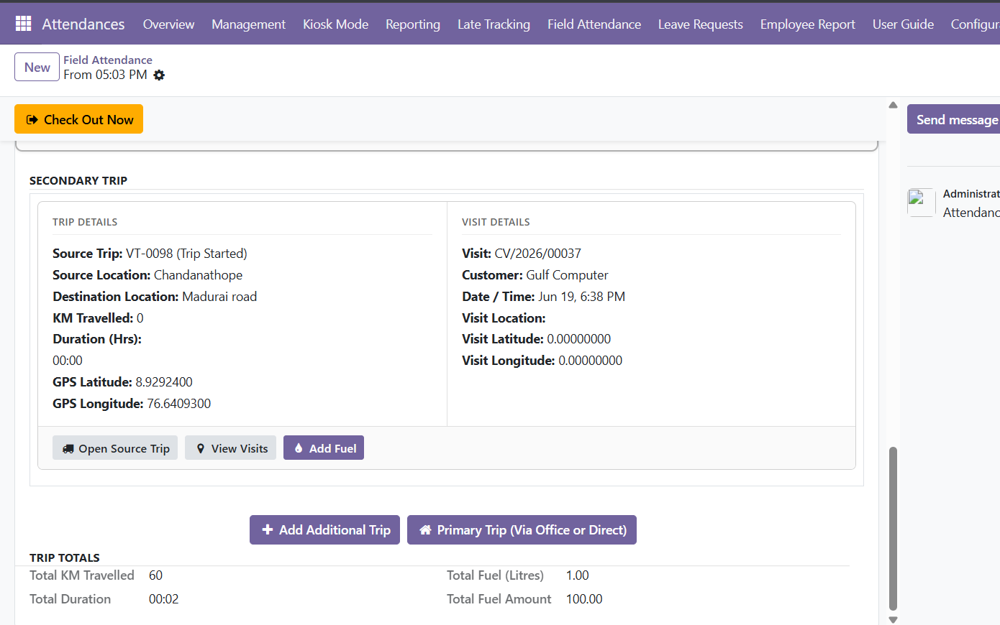 Attendances Overview Management Kiosk Mode Reporting Late Tracking Field Attendance Leave Requests Employee Report User Guide Configur
New
Field Attendance
From 05:03 PM
Check Out Now
Send message
SECONDARY TRIP
Administrat
Attendanc
TRIP DETAILS
Source Trip: VT-0098 (Trip Started)
Source Location: Chandanathope
Destination Location: Madurai road
KM Travelled: 0
Duration (Hrs):
00:00
GPS Latitude: 8.9292400
GPS Longitude: 76.6409300
VISIT DETAILS
Visit: CV/2026/00037
Customer: Gulf Computer
Date / Time: Jun 19, 6:38 PM
Visit Location:
Visit Latitude: 0.00000000
Visit Longitude: 0.00000000
Open Source Trip View Visits Add Fuel
Add Additional Trip Primary Trip (Via Office or Direct)
TRIP TOTALS
Total KM Travelled 60
Total Duration 00:02
Total Fuel (Litres) 1.00
Total Fuel Amount 100.00